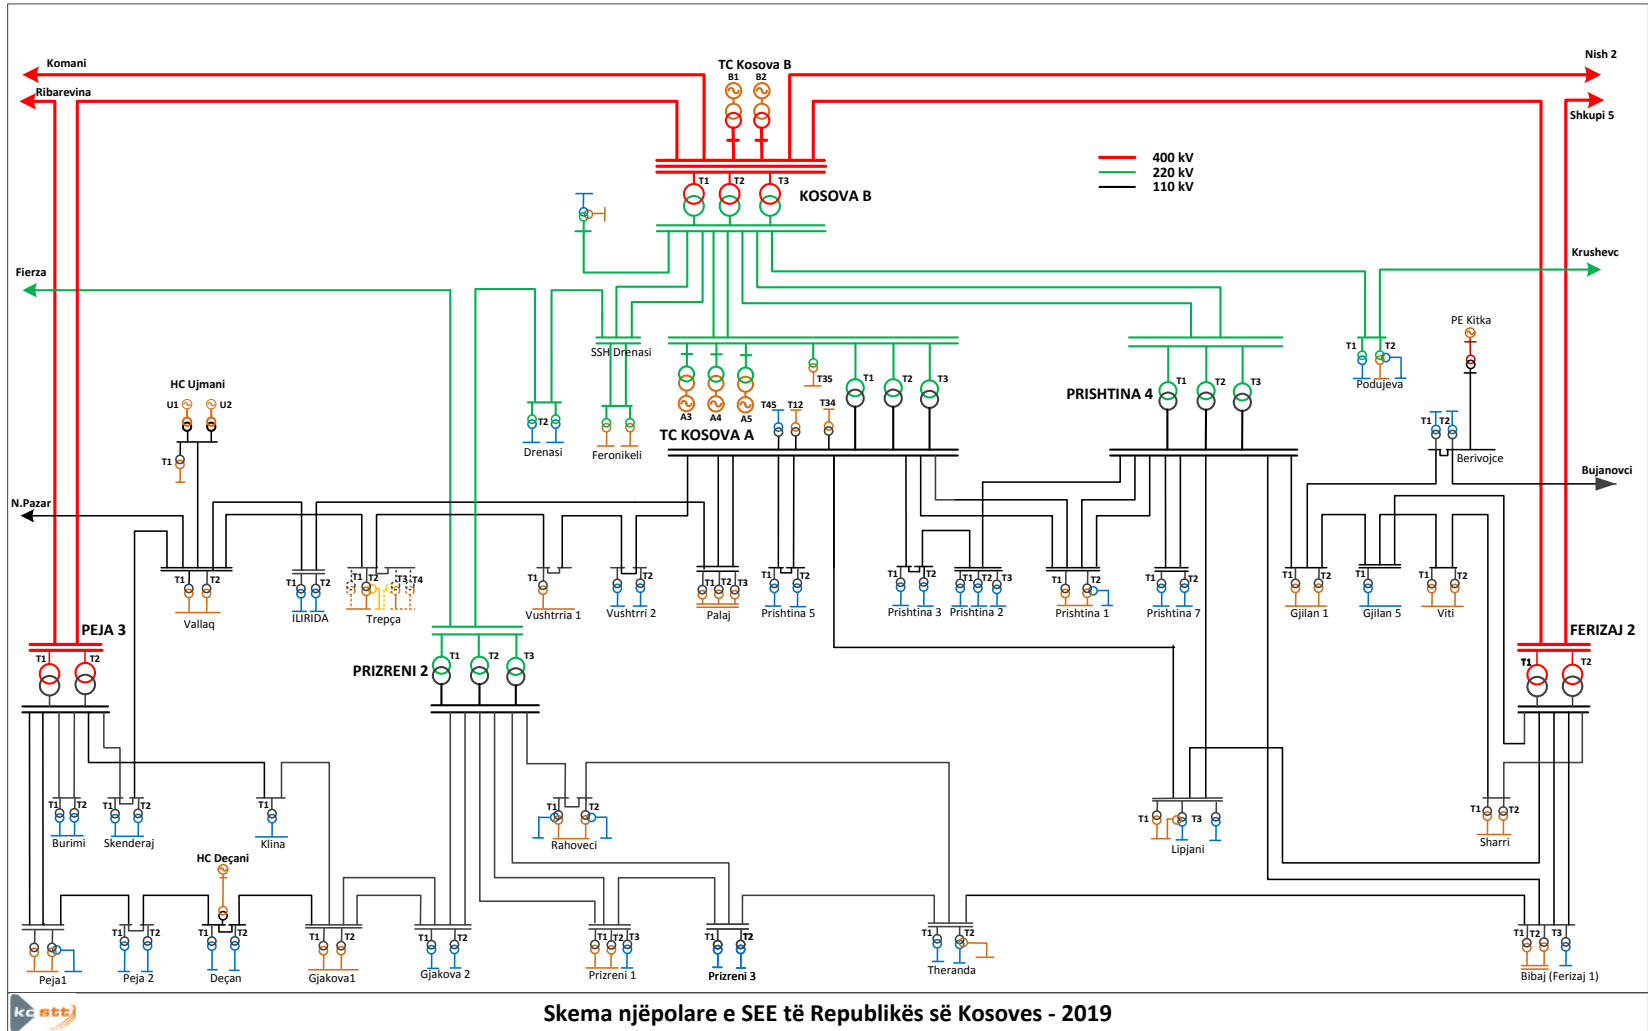 Komani
Nish 2
TC Kosova B
B1 B2
Ribarevina
Shkupi 5
400 kV
220 kV
110 kV
T1 T2 T3
KOSOVA B
Fierza
Krushevc
SSH Drenasi
PE Kitka
T1 T2
Podujeva
HC Ujmani
U1 U2
T1
T35
T1 T2 T3
A3 A4 A5
T45 T12 T34
TC KOSOVA A
PRISHTINA 4
T1 T2 T3
T2
Drenasi
Feronikeli
T1 T2
Berivojce
Bujanovci
N.Pazar
T1 T2
Vallaq
T1 T2
ILIRIDA
T1 T2 T3 T4
Trepça
T1
Vushtrria 1
T1 T2
Vushtrri 2
T1 T2 T3
Palaj
T1 T2
Prishtina 5
T1 T2
Prishtina 3
T1 T2 T3
Prishtina 2
T1 T2
Prishtina 1
T1 T2
Prishtina 7
T1 T2
Gjilan 1
T1
Gjilan 5
T1 T2
Viti
PEJA 3
T1 T2
PRIZRENI 2
T1 T2 T3
FERIZAJ 2
T1 T2
T1 T2
Burimi
T1 T2
Skenderaj
T1
Klina
T1 T2
Rahoveci
T1 T3
Lipjani
T1 T2
Sharri
HC Deçani
Peja1
T1 T2
Peja 2
T1 T2
Deçan
T1 T2
Gjakova1
T1 T2
Gjakova 2
T1 T2 T3
Prizreni 1
T1 T2
Prizreni 3
T1 T2
Theranda
T1 T2 T3
Bibaj (Ferizaj 1)
kostt
Skema njëpolare e SEE të Republikës së Kosoves - 2019